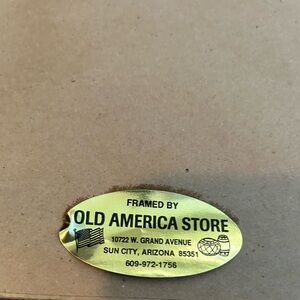 FRAMED BY
OLD AMERICA STORE
10722 W. GRAND AVENUE
SUN CITY, ARIZONA 85351
609-972-1756